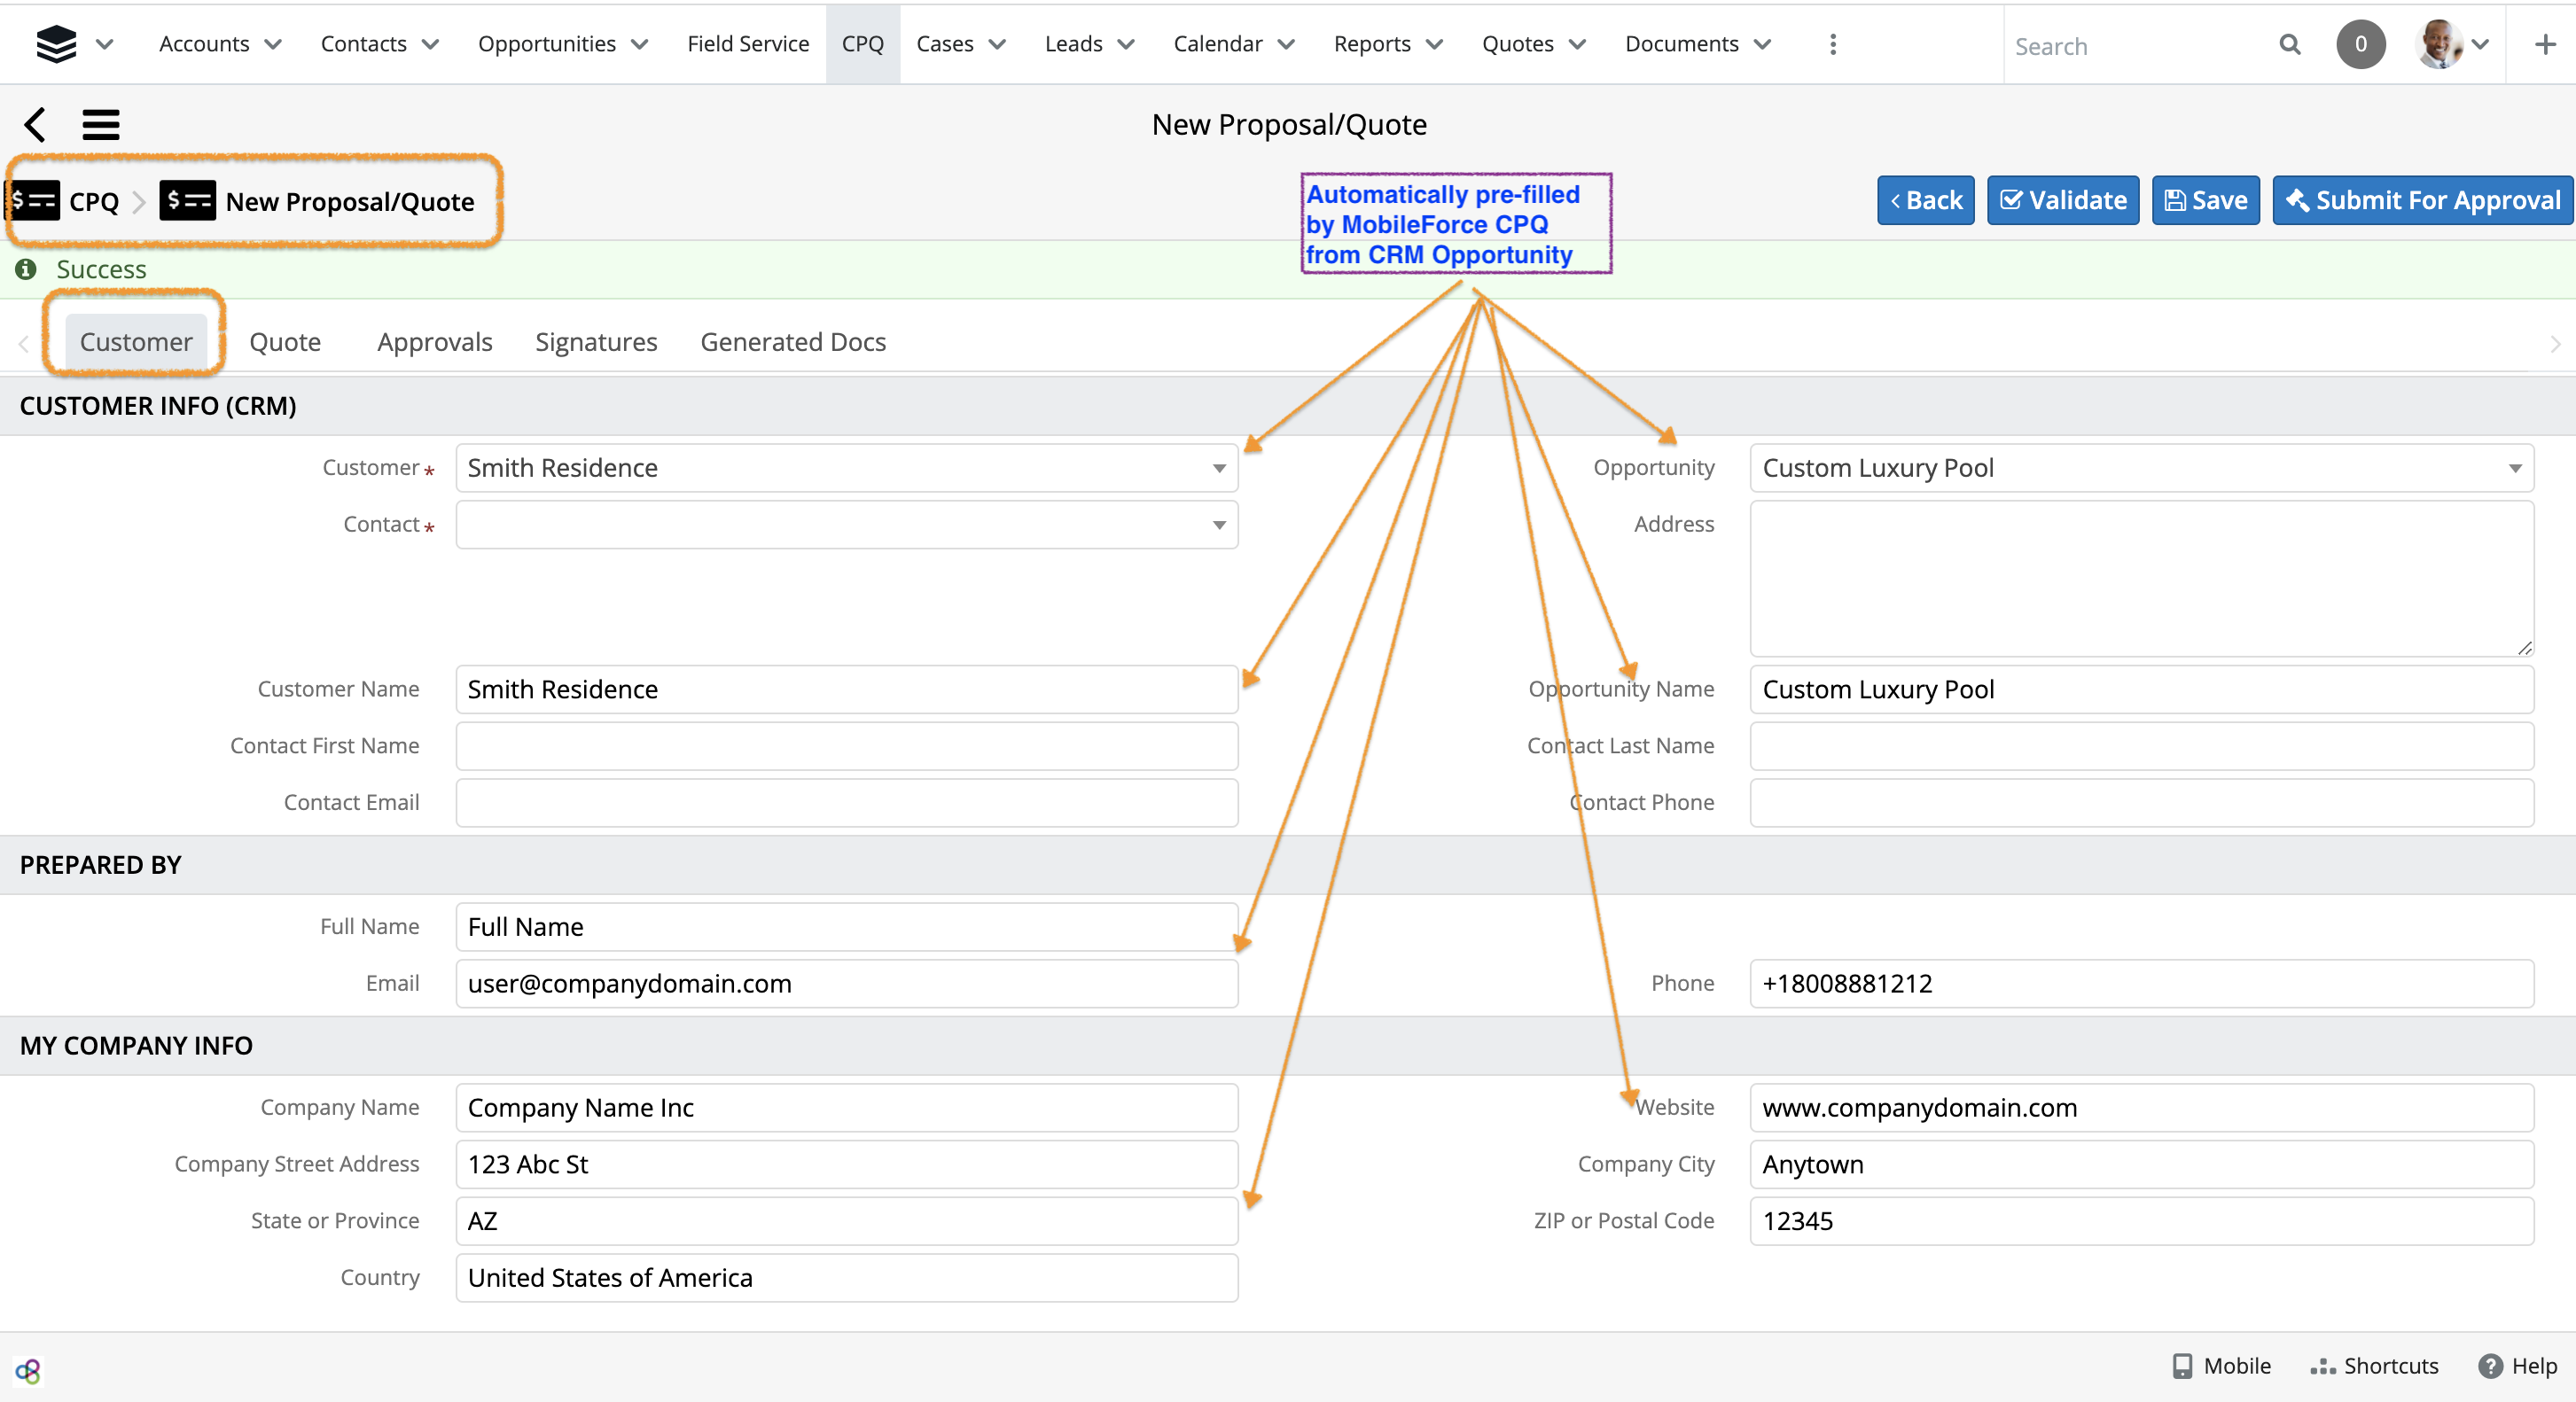 Accounts Contacts Opportunities Field Service CPQ Cases Leads Calendar Reports Quotes Documents Search 0
New Proposal/Quote
$ CPQ $ New Proposal/Quote
Automatically pre-filled
by MobileForce CPQ
from CRM Opportunity
Back Validate Save Submit For Approval
Success
Customer Quote Approvals Signatures Generated Docs
CUSTOMER INFO (CRM)
Customer * Smith Residence Opportunity Custom Luxury Pool
Contact * Address
Customer Name Smith Residence Opportunity Name Custom Luxury Pool
Contact First Name Contact Last Name
Contact Email Contact Phone
PREPARED BY
Full Name Full Name
Email user@companydomain.com Phone +18008881212
MY COMPANY INFO
Company Name Company Name Inc Website www.companydomain.com
Company Street Address 123 Abc St Company City Anytown
State or Province AZ ZIP or Postal Code 12345
Country United States of America
Mobile Shortcuts Help